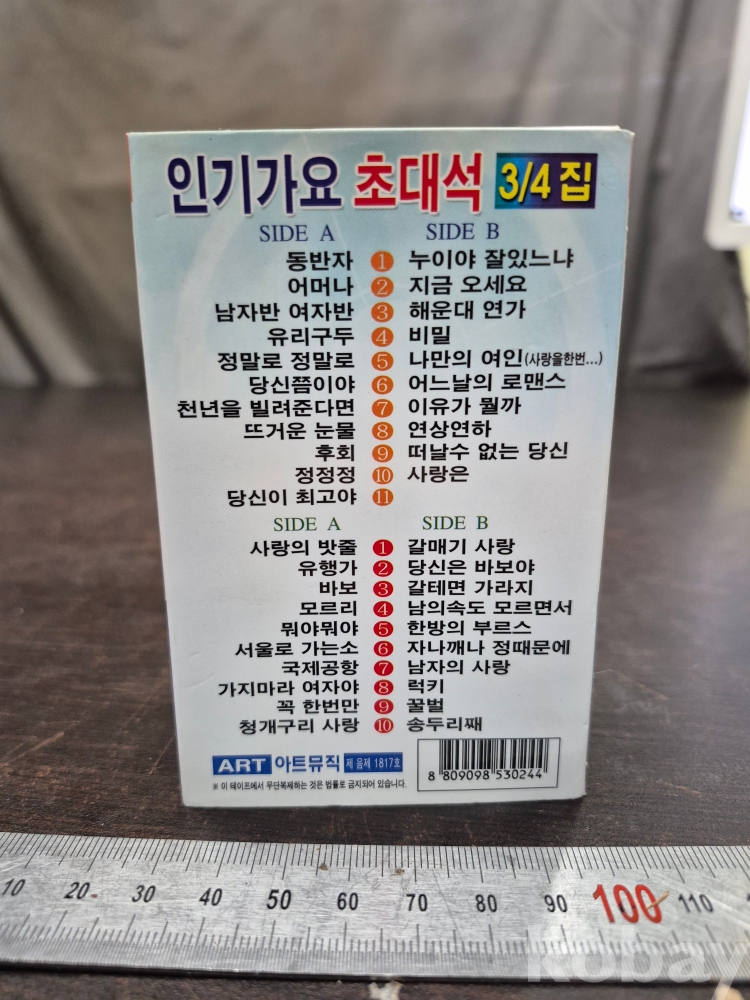 인기가요 초대석 3/4 집
SIDE A SIDE B
동반자 1 누이야 잘있느냐
어머나 2 지금 오세요
남자반 여자반 3 해운대 연가
유리구두 4 비밀
정말로 정말로 5 나만의 여인(사랑을한번...)
당신쯤이야 6 어느날의 로맨스
천년을 빌려준다면 7 이유가 뭘까
뜨거운 눈물 8 연상연하
후회 9 떠날수 없는 당신
정정정 10 사랑은
당신이 최고야 11
SIDE A SIDE B
사랑의 밧줄 1 갈매기 사랑
유행가 2 당신은 바보야
바보 3 갈테면 가라지
모르리 4 남의속도 모르면서
뭐야뭐야 5 한방의 부르스
서울로 가는소 6 자나깨나 정때문에
국제공항 7 남자의 사랑
가지마라 여자야 8 럭키
꼭 한번만 9 꿀벌
청개구리 사랑 10 송두리째
ART 아트뮤직 제 음제 1817호
※ 이 테이프에서 무단복제하는 것은 법률로 금지되어 있습니다.
8 809098 530244
10 20 30 40 50 60 70 80 90 100 110
Kobay